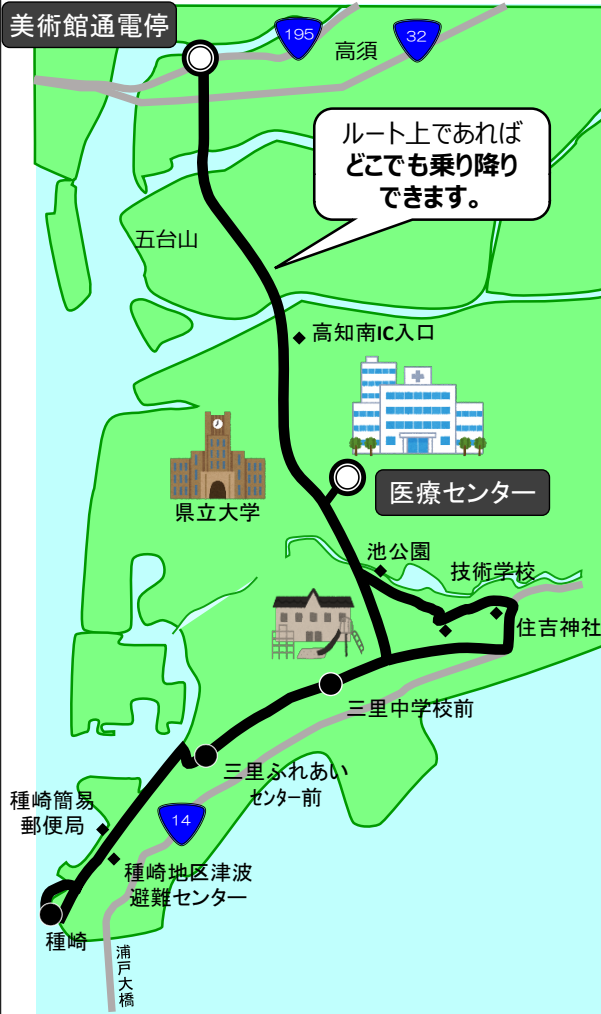 美術館通電停
195
32
高須
ルート上であれば
どこでも乗り降り
できます。
五台山
高知南IC入口
県立大学
医療センター
池公園
技術学校
住吉神社
三里中学校前
三里ふれあい
センター前
種崎簡易
郵便局
14
種崎地区津波
避難センター
種崎
浦戸大橋